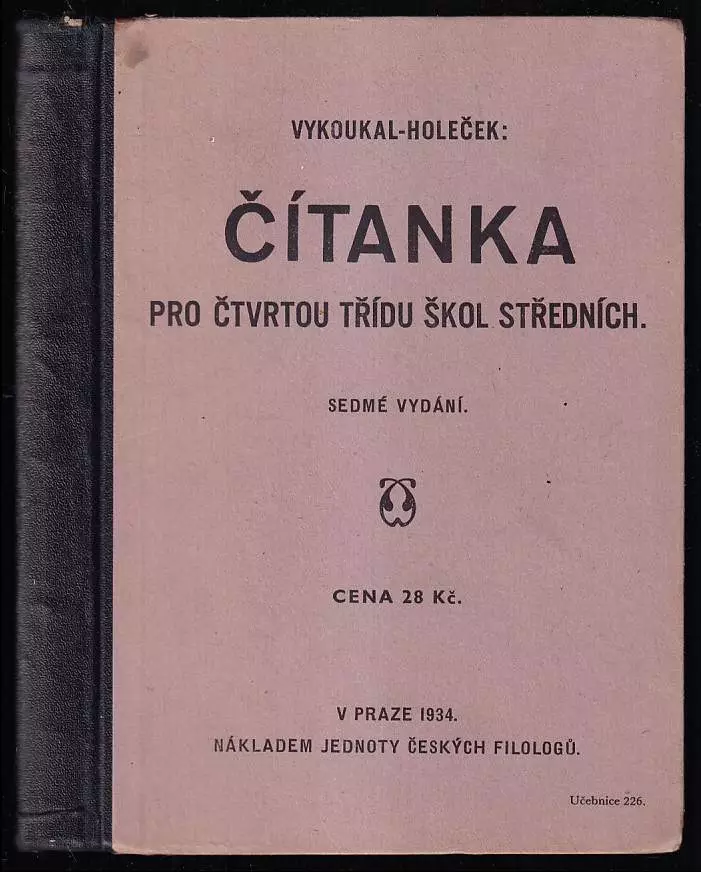 VYKOUKAL-HOLEČEK:
ČÍTANKA
PRO ČTVRTOU TŘÍDU ŠKOL STŘEDNÍCH.
SEDMÉ VYDÁNÍ.
CENA 28 Kč.
V PRAZE 1934.
NÁKLADEM JEDNOTY ČESKÝCH FILOLOGŮ.
Učebnice 226.